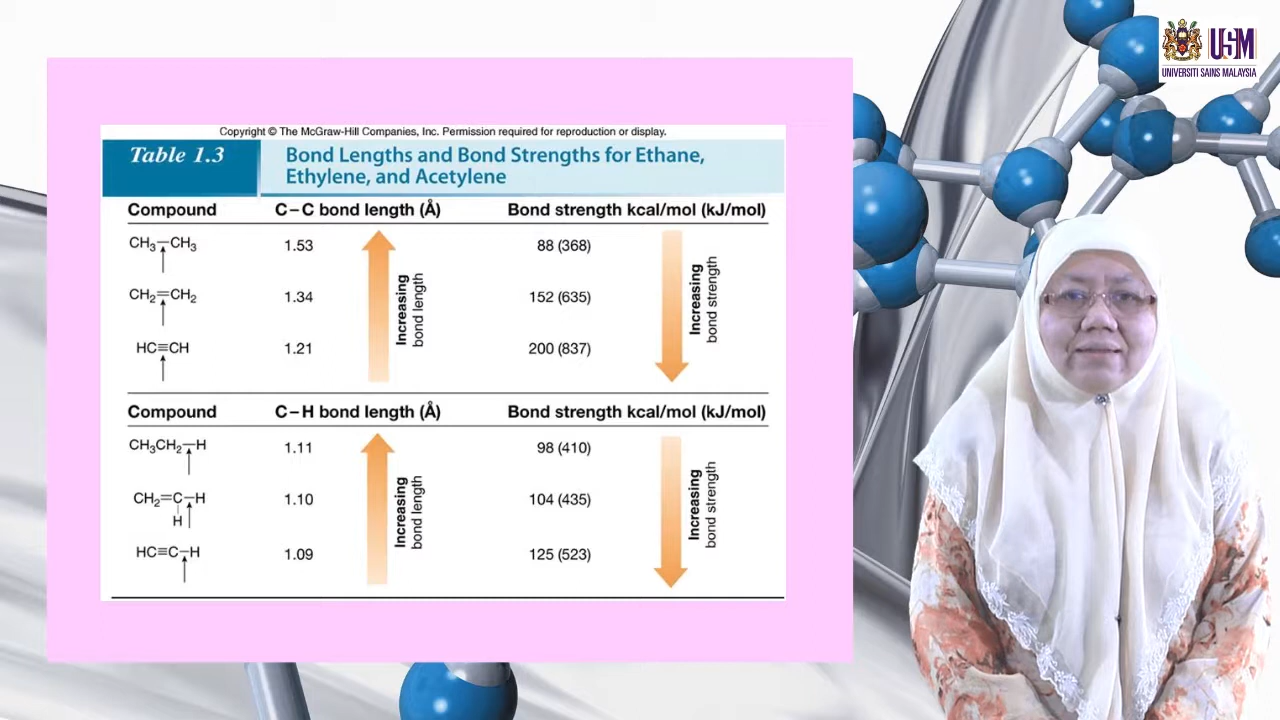 USM
UNIVERSITI SAINS MALAYSIA
Copyright © The McGraw-Hill Companies, Inc. Permission required for reproduction or display.
Table 1.3
Bond Lengths and Bond Strengths for Ethane,
Ethylene, and Acetylene
Compound C–C bond length (Å) Bond strength kcal/mol (kJ/mol)
CH₃–CH₃ 1.53 88 (368)
CH₂=CH₂ 1.34 152 (635)
HC≡CH 1.21 200 (837)
Increasing
bond length
Increasing
bond strength
Compound C–H bond length (Å) Bond strength kcal/mol (kJ/mol)
CH₃CH₂–H 1.11 98 (410)
CH₂=C–H 1.10 104 (435)
H
HC≡C–H 1.09 125 (523)
Increasing
bond length
Increasing
bond strength